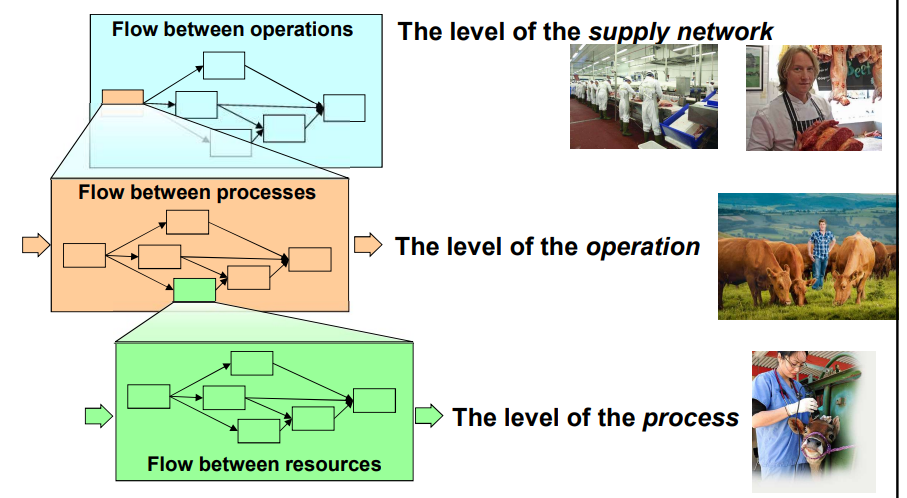 Flow between operations
The level of the supply network
Beef
Flow between processes
The level of the operation
The level of the process
Flow between resources